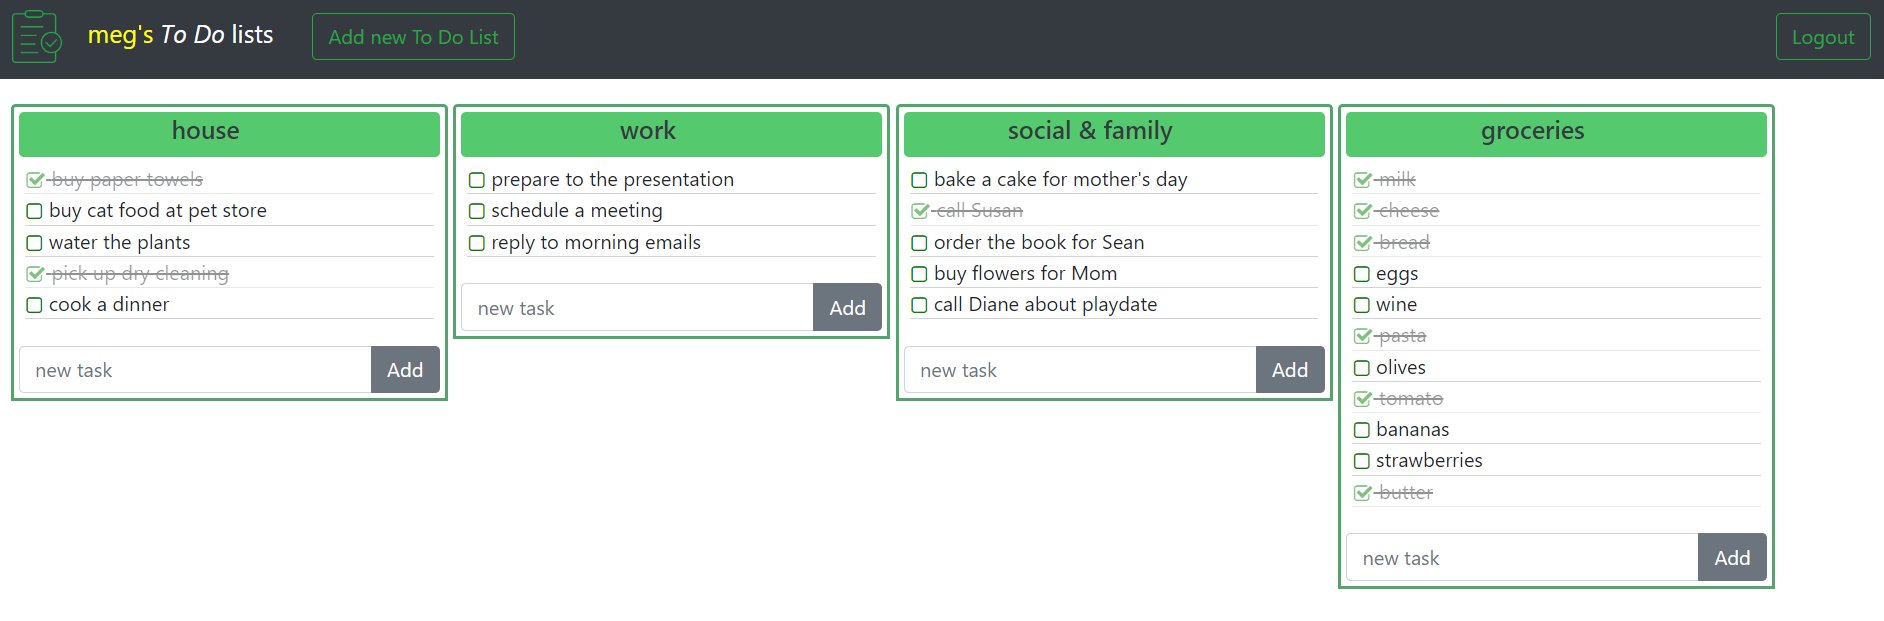 meg's To Do lists
Add new To Do List
Logout
house
buy paper towels
buy cat food at pet store
water the plants
pick up dry cleaning
cook a dinner
new task
Add
work
prepare to the presentation
schedule a meeting
reply to morning emails
new task
Add
social & family
bake a cake for mother's day
call Susan
order the book for Sean
buy flowers for Mom
call Diane about playdate
new task
Add
groceries
milk
cheese
bread
eggs
wine
pasta
olives
tomato
bananas
strawberries
butter
new task
Add